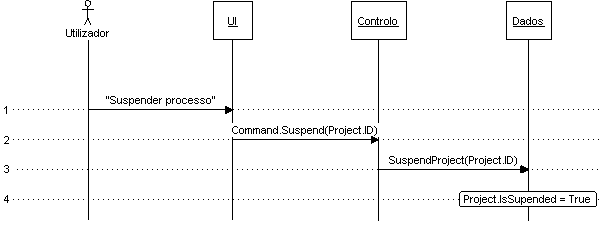 Utilizador
UI
Controlo
Dados
1
"Suspender processo"
2
Command.Suspend(Project.ID)
3
SuspendProject(Project.ID)
4
Project.IsSupended = True